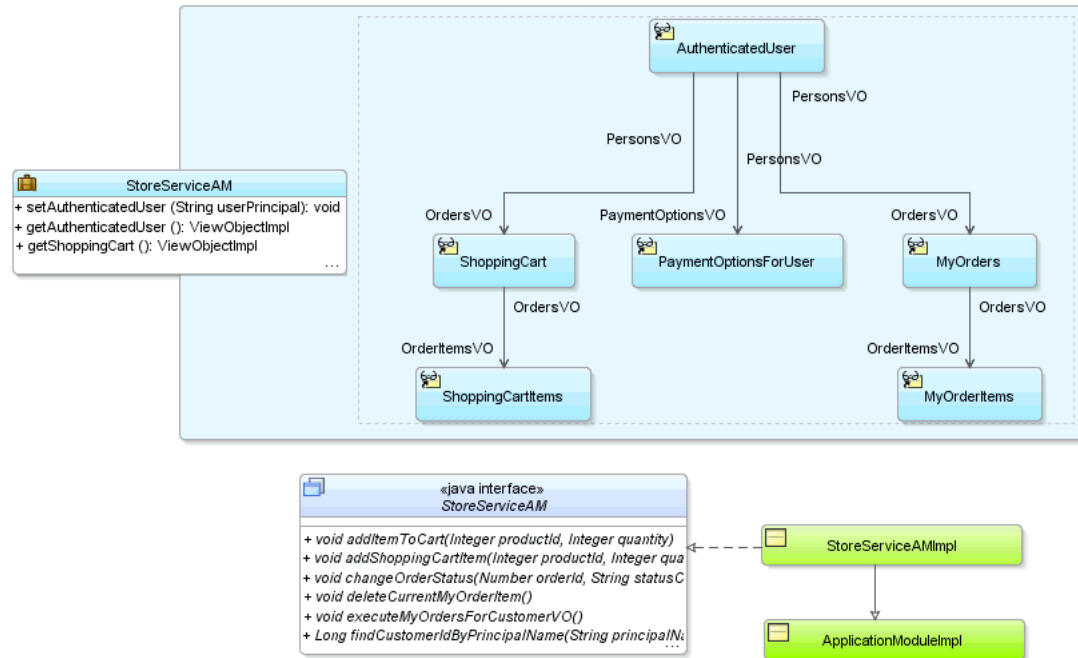 AuthenticatedUser
PersonsVO
PersonsVO
PersonsVO
StoreServiceAM
+ setAuthenticatedUser (String userPrincipal): void
+ getAuthenticatedUser (): ViewObjectImpl
+ getShoppingCart (): ViewObjectImpl
...
OrdersVO
PaymentOptionsVO
OrdersVO
ShoppingCart
PaymentOptionsForUser
MyOrders
OrdersVO
OrdersVO
OrderItemsVO
OrderItemsVO
ShoppingCartItems
MyOrderItems
«java interface»
StoreServiceAM
+ void addItemToCart(Integer productId, Integer quantity)
+ void addShoppingCartItem(Integer productId, Integer qua
+ void changeOrderStatus(Number orderId, String statusC
+ void deleteCurrentMyOrderItem()
+ void executeMyOrdersForCustomerVO()
+ Long findCustomerIdByPrincipalName(String principalNa
...
StoreServiceAMImpl
ApplicationModuleImpl